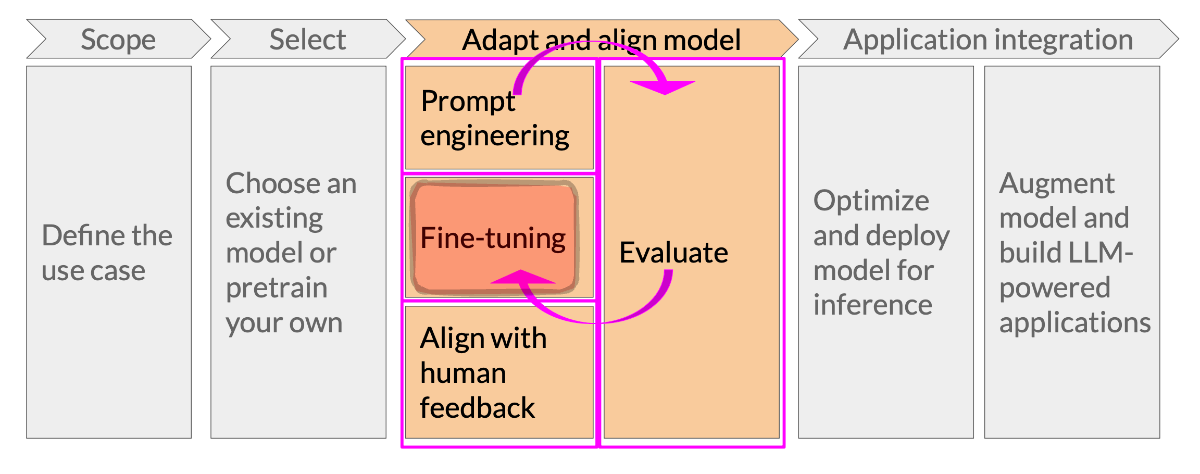 Scope
Select
Adapt and align model
Application integration
Define the
use case
Choose an
existing
model or
pretrain
your own
Prompt
engineering
Fine-tuning
Align with
human
feedback
Evaluate
Optimize
and deploy
model for
inference
Augment
model and
build LLM-
powered
applications